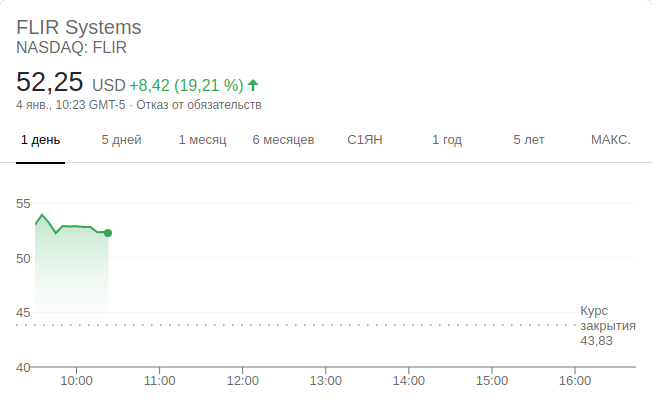 FLIR Systems
NASDAQ: FLIR
52,25 USD +8,42 (19,21 %)
4 янв., 10:23 GMT-5 · Отказ от обязательств
1 день 5 дней 1 месяц 6 месяцев С1ЯН 1 год 5 лет МАКС.
55
50
45
Курс
закрытия
43,83
40
10:00 11:00 12:00 13:00 14:00 15:00 16:00